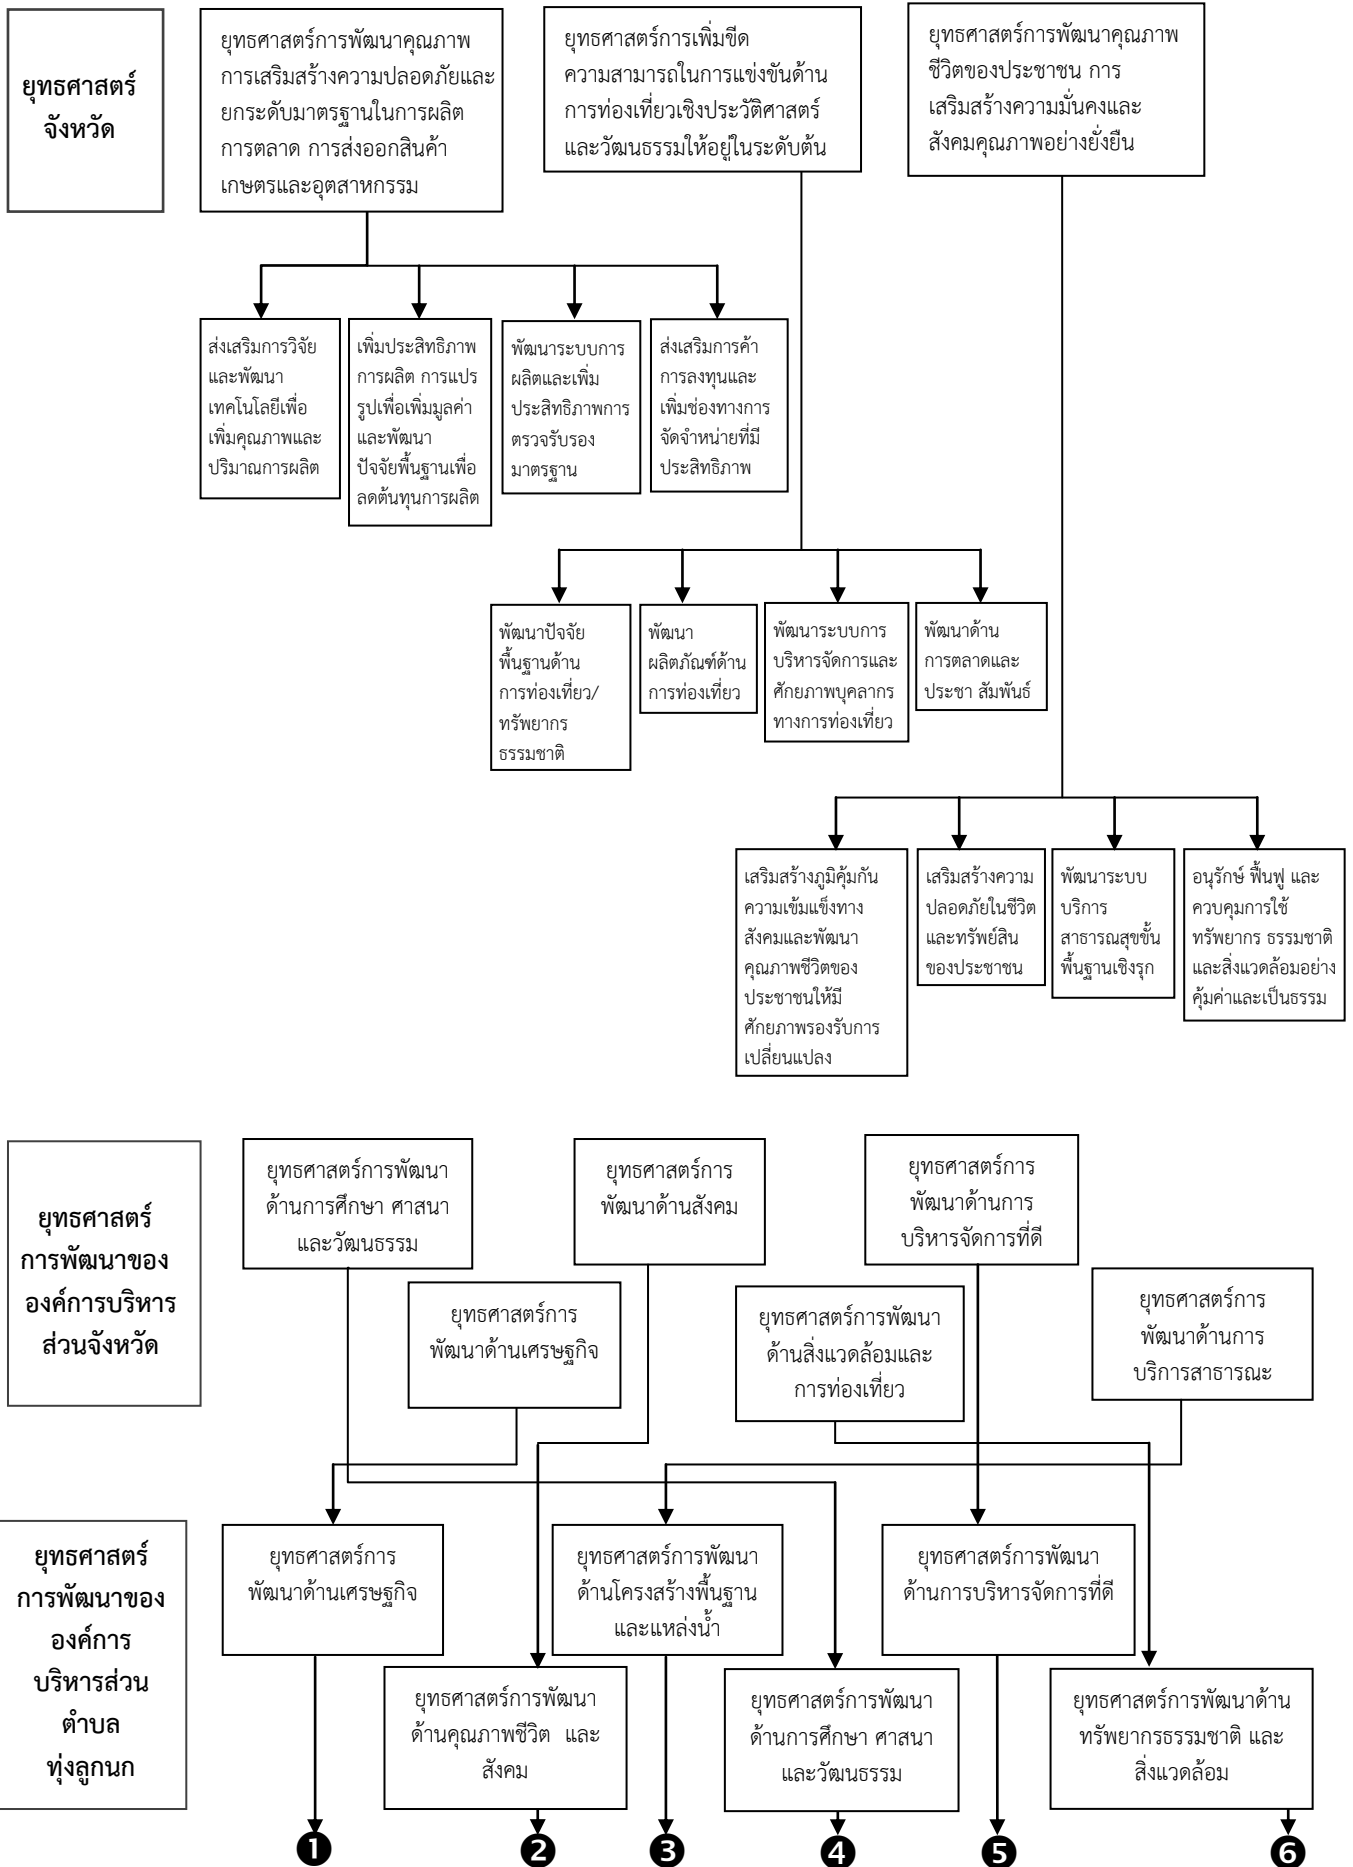 ยุทธศาสตร์
จังหวัด
ยุทธศาสตร์การพัฒนาคุณภาพ
การเสริมสร้างความปลอดภัยและ
ยกระดับมาตรฐานในการผลิต
การตลาด การส่งออกสินค้า
เกษตรและอุตสาหกรรม
ยุทธศาสตร์การเพิ่มขีด
ความสามารถในการแข่งขันด้าน
การท่องเที่ยวเชิงประวัติศาสตร์
และวัฒนธรรมให้อยู่ในระดับต้น
ยุทธศาสตร์การพัฒนาคุณภาพ
ชีวิตของประชาชน การ
เสริมสร้างความมั่นคงและ
สังคมคุณภาพอย่างยั่งยืน
ส่งเสริมการวิจัย
และพัฒนา
เทคโนโลยีเพื่อ
เพิ่มคุณภาพและ
ปริมาณการผลิต
เพิ่มประสิทธิภาพ
การผลิต การแปร
รูปเพื่อเพิ่มมูลค่า
และพัฒนา
ปัจจัยพื้นฐานเพื่อ
ลดต้นทุนการผลิต
พัฒนาระบบการ
ผลิตและเพิ่ม
ประสิทธิภาพการ
ตรวจรับรอง
มาตรฐาน
ส่งเสริมการค้า
การลงทุนและ
เพิ่มช่องทางการ
จัดจำหน่ายที่มี
ประสิทธิภาพ
พัฒนาปัจจัย
พื้นฐานด้าน
การท่องเที่ยว/
ทรัพยากร
ธรรมชาติ
พัฒนา
ผลิตภัณฑ์ด้าน
การท่องเที่ยว
พัฒนาระบบการ
บริหารจัดการและ
ศักยภาพบุคลากร
ทางการท่องเที่ยว
พัฒนาด้าน
การตลาดและ
ประชา สัมพันธ์
เสริมสร้างภูมิคุ้มกัน
ความเข้มแข็งทาง
สังคมและพัฒนา
คุณภาพชีวิตของ
ประชาชนให้มี
ศักยภาพรองรับการ
เปลี่ยนแปลง
เสริมสร้างความ
ปลอดภัยในชีวิต
และทรัพย์สิน
ของประชาชน
พัฒนาระบบ
บริการ
สาธารณสุขขั้น
พื้นฐานเชิงรุก
อนุรักษ์ ฟื้นฟู และ
ควบคุมการใช้
ทรัพยากร ธรรมชาติ
และสิ่งแวดล้อมอย่าง
คุ้มค่าและเป็นธรรม
ยุทธศาสตร์
การพัฒนาของ
องค์การบริหาร
ส่วนจังหวัด
ยุทธศาสตร์การพัฒนา
ด้านการศึกษา ศาสนา
และวัฒนธรรม
ยุทธศาสตร์การ
พัฒนาด้านสังคม
ยุทธศาสตร์การ
พัฒนาด้านการ
บริหารจัดการที่ดี
ยุทธศาสตร์การ
พัฒนาด้านเศรษฐกิจ
ยุทธศาสตร์การพัฒนา
ด้านสิ่งแวดล้อมและ
การท่องเที่ยว
ยุทธศาสตร์การ
พัฒนาด้านการ
บริการสาธารณะ
ยุทธศาสตร์
การพัฒนาของ
องค์การ
บริหารส่วน
ตำบล
ทุ่งลูกนก
ยุทธศาสตร์การ
พัฒนาด้านเศรษฐกิจ
ยุทธศาสตร์การพัฒนา
ด้านโครงสร้างพื้นฐาน
และแหล่งน้ำ
ยุทธศาสตร์การพัฒนา
ด้านการบริหารจัดการที่ดี
ยุทธศาสตร์การพัฒนา
ด้านคุณภาพชีวิต และ
สังคม
ยุทธศาสตร์การพัฒนา
ด้านการศึกษา ศาสนา
และวัฒนธรรม
ยุทธศาสตร์การพัฒนาด้าน
ทรัพยากรธรรมชาติ และ
สิ่งแวดล้อม
❶ ❷ ❸ ❹ ❺ ❻